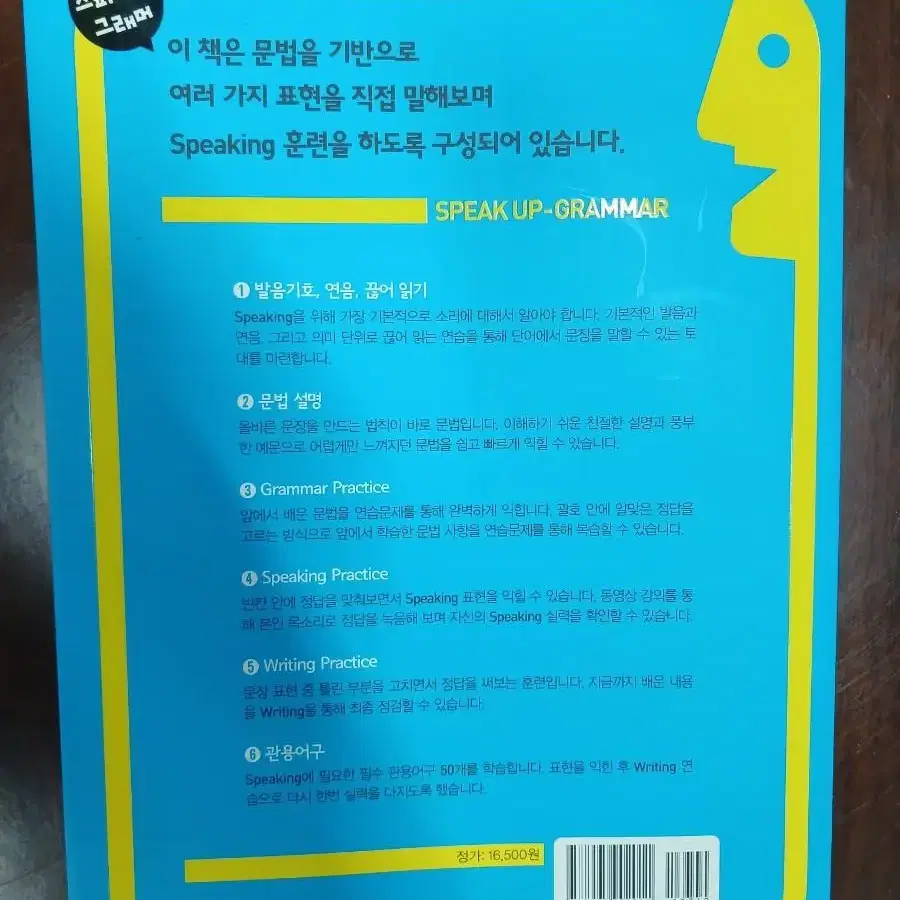 그래머
이 책은 문법을 기반으로
여러 가지 표현을 직접 말해보며
Speaking 훈련을 하도록 구성되어 있습니다.
SPEAK UP-GRAMMAR
1 발음기호, 연음, 끊어 읽기
Speaking을 위해 가장 기본적으로 소리에 대해서 알아야 합니다. 기본적인 발음과
연음, 그리고 의미 단위로 끊어 읽는 연습을 통해 단어에서 문장을 말할 수 있는 토
대를 마련합니다.
2 문법 설명
올바른 문장을 만드는 법칙이 바로 문법입니다. 이해하기 쉬운 친절한 설명과 풍부
한 예문으로 어렵게만 느껴지던 문법을 쉽고 빠르게 익힐 수 있습니다.
3 Grammar Practice
앞에서 배운 문법을 연습문제를 통해 완벽하게 익힙니다. 괄호 안에 알맞은 정답을
고르는 방식으로 앞에서 학습한 문법 사항을 연습문제를 통해 복습할 수 있습니다.
4 Speaking Practice
빈칸 안에 정답을 맞춰보면서 Speaking 표현을 익힐 수 있습니다. 동영상 강의를 통
해 본인 목소리로 정답을 녹음해 보며 자신의 Speaking 실력을 확인할 수 있습니다.
5 Writing Practice
문장 표현 중 틀린 부분을 고치면서 정답을 써보는 훈련입니다. 지금까지 배운 내용
을 Writing을 통해 최종 점검할 수 있습니다.
6 관용어구
Speaking에 필요한 필수 관용어구 50개를 학습합니다. 표현을 익힌 후 Writing 연
습으로 다시 한번 실력을 다지도록 했습니다.
정가: 16,500원